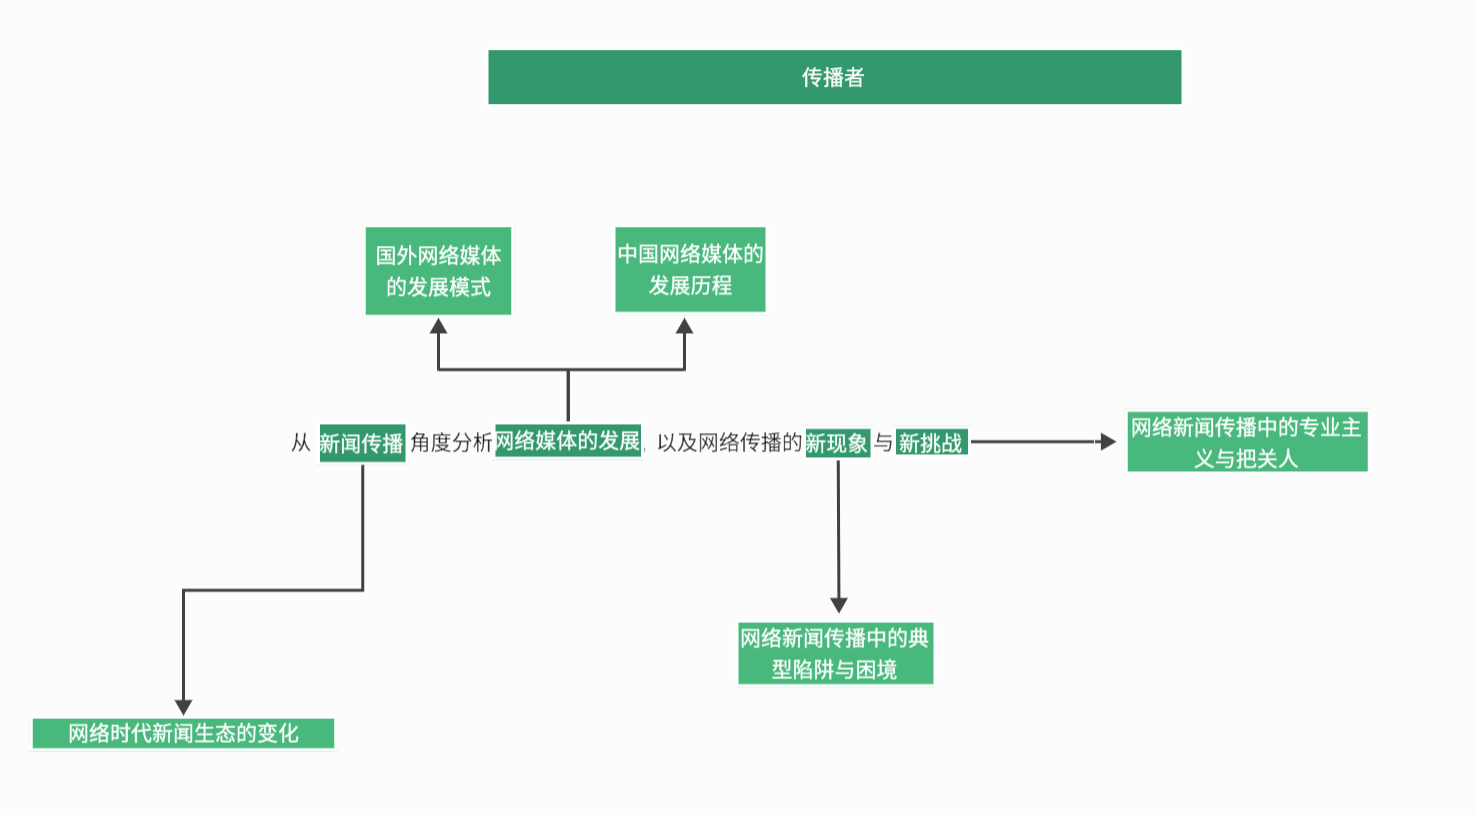 传播者
国外网络媒体
的发展模式
中国网络媒体的
发展历程
从 新闻传播 角度分析网络媒体的发展, 以及网络传播的新现象与新挑战
网络新闻传播中的专业主
义与把关人
网络新闻传播中的典
型陷阱与困境
网络时代新闻生态的变化